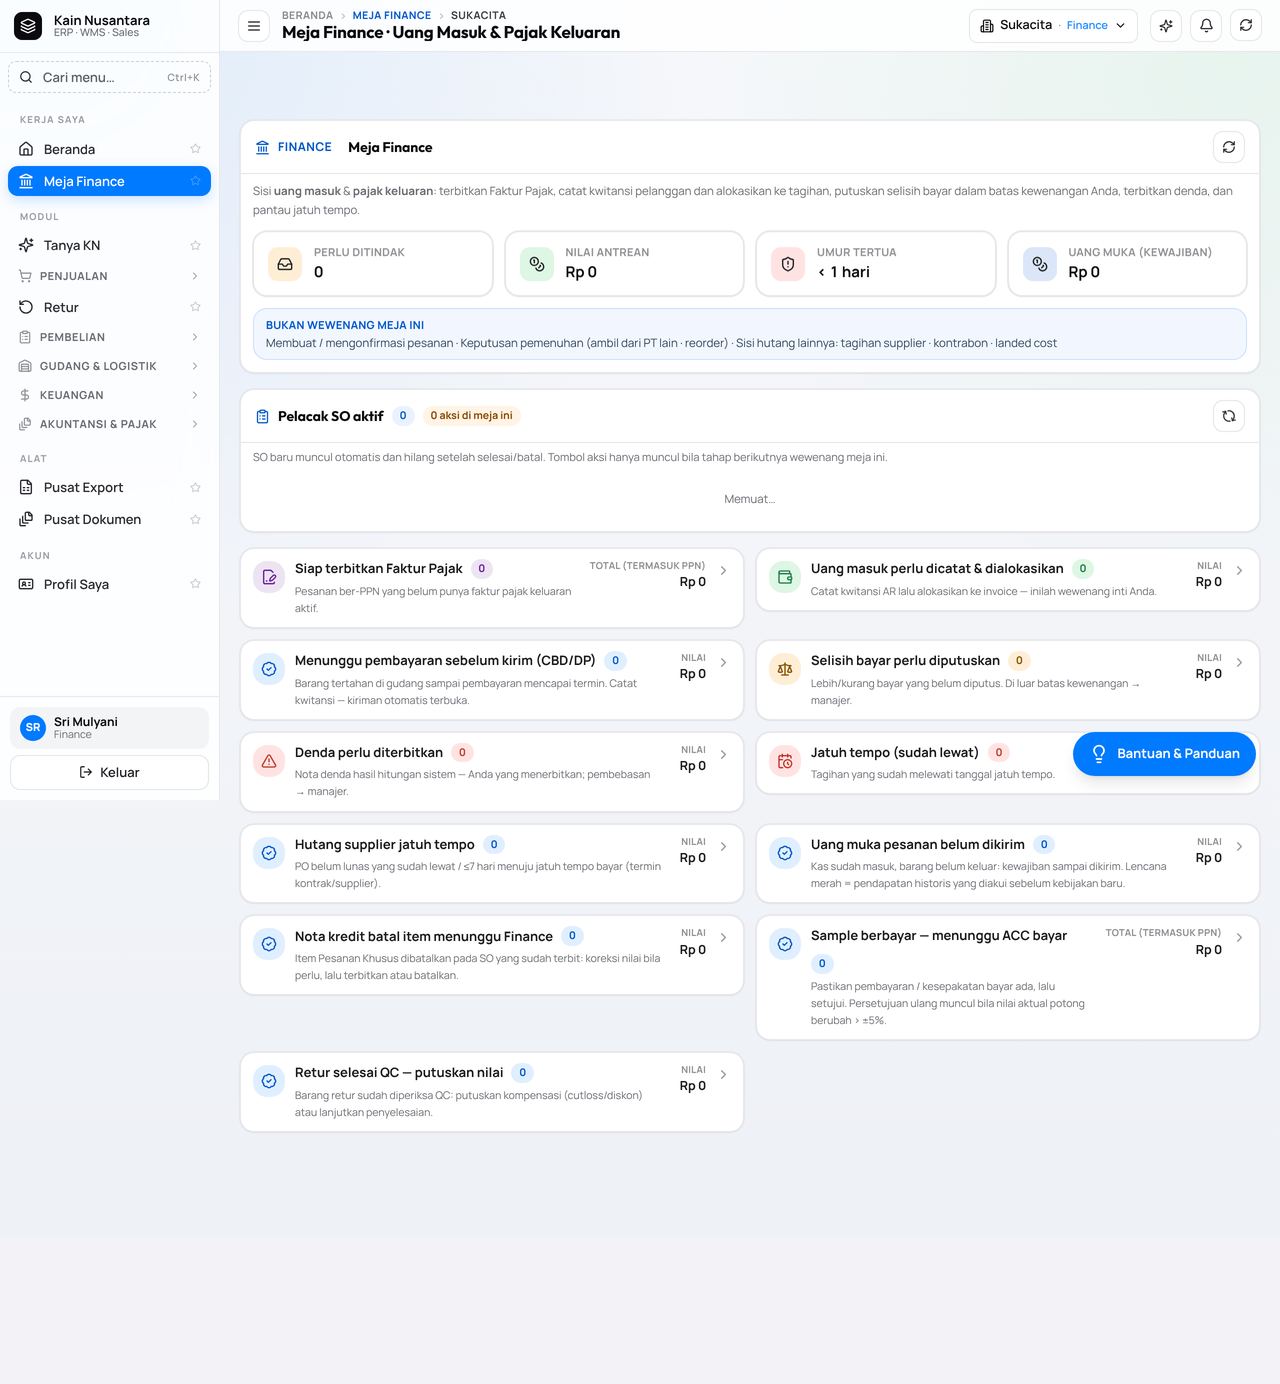 Kain Nusantara
ERP · WMS · Sales
Cari menu...
Ctrl+K
KERJA SAYA
Beranda
Meja Finance
MODUL
Tanya KN
PENJUALAN
Retur
PEMBELIAN
GUDANG & LOGISTIK
KEUANGAN
AKUNTANSI & PAJAK
ALAT
Pusat Export
Pusat Dokumen
AKUN
Profil Saya
SR
Sri Mulyani
Finance
Keluar
BERANDA > MEJA FINANCE > SUKACITA
Meja Finance · Uang Masuk & Pajak Keluaran
Sukacita · Finance
FINANCE Meja Finance
Sisi uang masuk & pajak keluaran: terbitkan Faktur Pajak, catat kwitansi pelanggan dan alokasikan ke tagihan, putuskan selisih bayar dalam batas kewenangan Anda, terbitkan denda, dan
pantau jatuh tempo.
PERLU DITINDAK
0
NILAI ANTREAN
Rp 0
UMUR TERTUA
< 1 hari
UANG MUKA (KEWAJIBAN)
Rp 0
BUKAN WEWENANG MEJA INI
Membuat / mengonfirmasi pesanan · Keputusan pemenuhan (ambil dari PT lain · reorder) · Sisi hutang lainnya: tagihan supplier · kontrabon · landed cost
Pelacak SO aktif 0 0 aksi di meja ini
SO baru muncul otomatis dan hilang setelah selesai/batal. Tombol aksi hanya muncul bila tahap berikutnya wewenang meja ini.
Memuat...
Siap terbitkan Faktur Pajak 0
Pesanan ber-PPN yang belum punya faktur pajak keluaran
aktif.
TOTAL (TERMASUK PPN)
Rp 0
Uang masuk perlu dicatat & dialokasikan 0
Catat kwitansi AR lalu alokasikan ke invoice — inilah wewenang inti Anda.
NILAI
Rp 0
Menunggu pembayaran sebelum kirim (CBD/DP) 0
Barang tertahan di gudang sampai pembayaran mencapai termin. Catat
kwitansi — kiriman otomatis terbuka.
NILAI
Rp 0
Selisih bayar perlu diputuskan 0
Lebih/kurang bayar yang belum diputus. Di luar batas kewenangan →
manajer.
NILAI
Rp 0
Denda perlu diterbitkan 0
Nota denda hasil hitungan sistem — Anda yang menerbitkan; pembebasan
→ manajer.
NILAI
Rp 0
Jatuh tempo (sudah lewat) 0
Tagihan yang sudah melewati tanggal jatuh tempo.
Bantuan & Panduan
Hutang supplier jatuh tempo 0
PO belum lunas yang sudah lewat / ≤7 hari menuju jatuh tempo bayar (termin
kontrak/supplier).
NILAI
Rp 0
Uang muka pesanan belum dikirim 0
Kas sudah masuk, barang belum keluar: kewajiban sampai dikirim. Lencana
merah = pendapatan historis yang diakui sebelum kebijakan baru.
NILAI
Rp 0
Nota kredit batal item menunggu Finance 0
Item Pesanan Khusus dibatalkan pada SO yang sudah terbit: koreksi nilai bila
perlu, lalu terbitkan atau batalkan.
NILAI
Rp 0
Sample berbayar — menunggu ACC bayar
0
Pastikan pembayaran / kesepakatan bayar ada, lalu
setujui. Persetujuan ulang muncul bila nilai aktual potong
berubah > ±5%.
TOTAL (TERMASUK PPN)
Rp 0
Retur selesai QC — putuskan nilai 0
Barang retur sudah diperiksa QC: putuskan kompensasi (cutloss/diskon)
atau lanjutkan penyelesaian.
NILAI
Rp 0